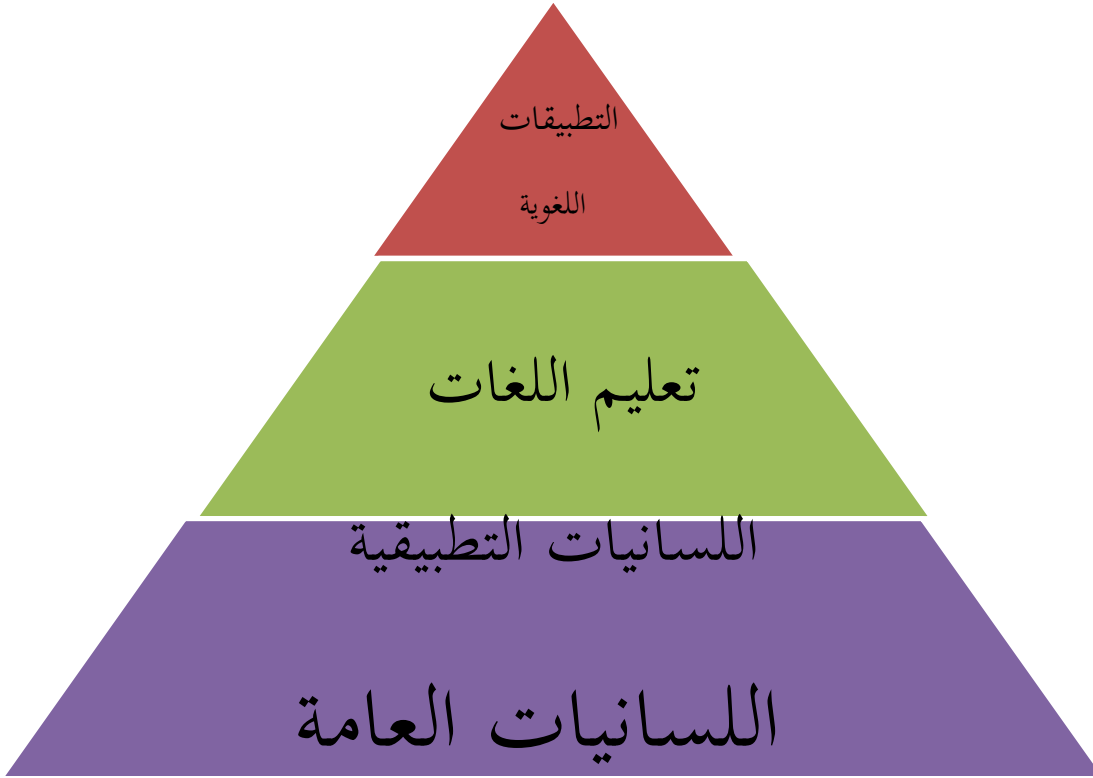 التطبيقات
اللغوية
تعليم اللغات
اللسانيات التطبيقية
اللسانيات العامة